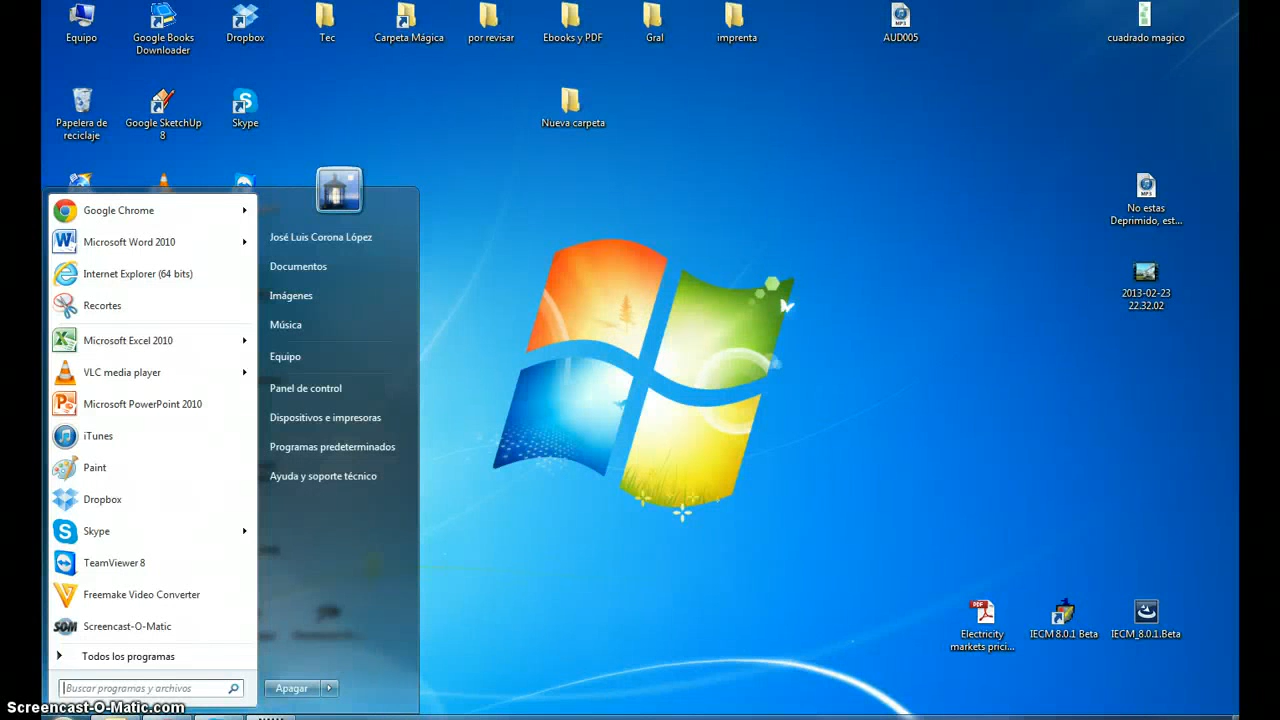 Equipo
Google Books
Downloader
Dropbox
Tec
Carpeta Mágica
por revisar
Ebooks y PDF
Gral
imprenta
AUD005
cuadrado magico
Papelera de
reciclaje
Google SketchUp
8
Skype
Nueva carpeta
MP3
No estas
Deprimido, est...
2013-02-23
22.32.02
Google Chrome
Microsoft Word 2010
Internet Explorer (64 bits)
Recortes
Microsoft Excel 2010
VLC media player
Microsoft PowerPoint 2010
iTunes
Paint
Dropbox
Skype
TeamViewer 8
Freemake Video Converter
SOM
Screencast-O-Matic
Todos los programas
Buscar programas y archivos
José Luis Corona López
Documentos
Imágenes
Música
Equipo
Panel de control
Dispositivos e impresoras
Programas predeterminados
Ayuda y soporte técnico
Apagar
PDF
Electricity
markets prici...
IECM 8.0.1 Beta
IECM_8.0.1.Beta
Screencast-O-Matic.com